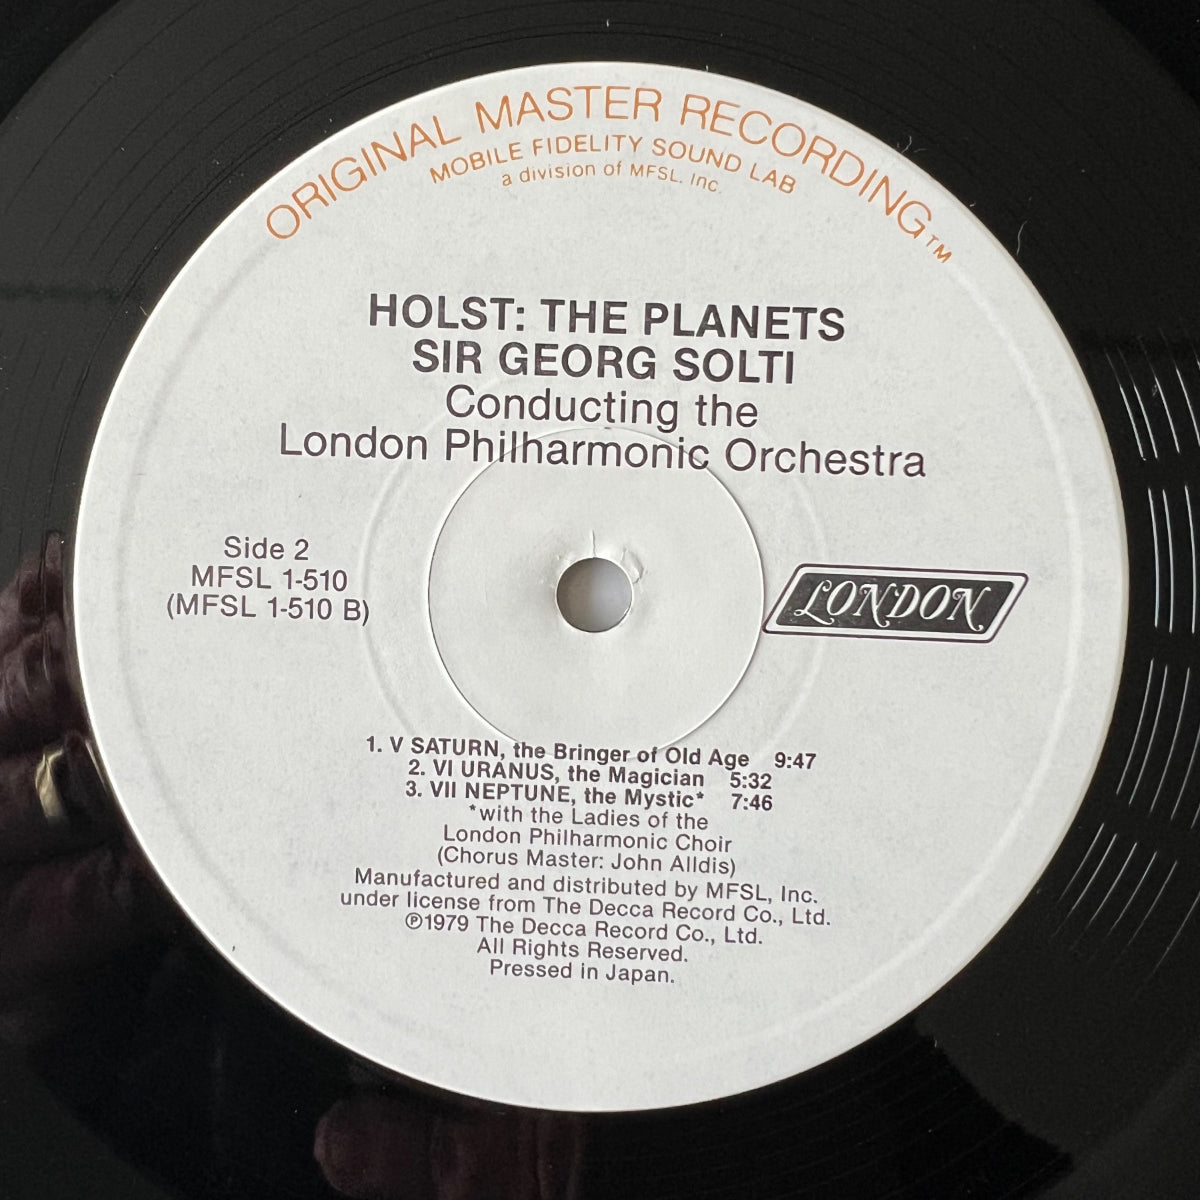 ORIGINAL MASTER RECORDING™
MOBILE FIDELITY SOUND LAB
a division of MFSL. Inc.
HOLST: THE PLANETS
SIR GEORG SOLTI
Conducting the
London Philharmonic Orchestra
Side 2
MFSL 1-510
(MFSL 1-510 B)
LONDON
1. V SATURN, the Bringer of Old Age 9:47
2. VI URANUS, the Magician 5:32
3. VII NEPTUNE, the Mystic* 7:46
*with the Ladies of the
London Philharmonic Choir
(Chorus Master: John Alldis)
Manufactured and distributed by MFSL, Inc.
under license from The Decca Record Co., Ltd.
℗1979 The Decca Record Co., Ltd.
All Rights Reserved.
Pressed in Japan.